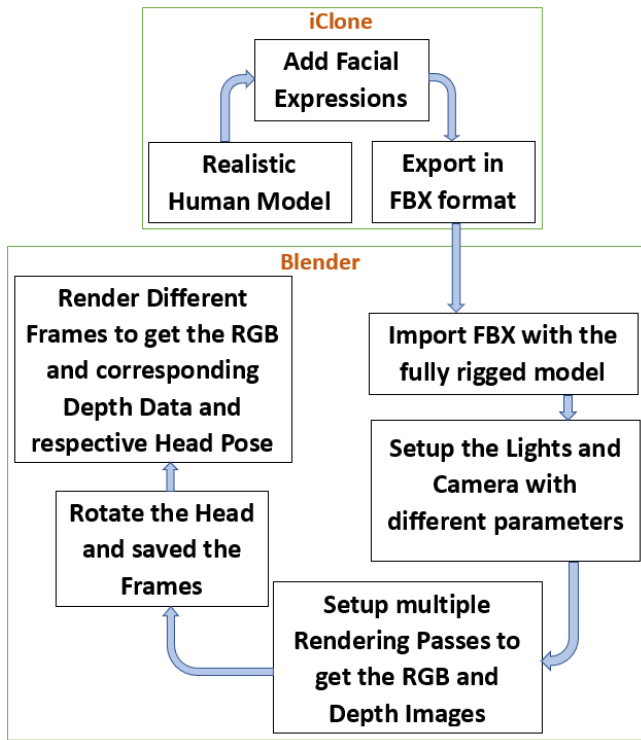 iClone
Add Facial
Expressions
Realistic
Human Model
Export in
FBX format
Blender
Import FBX with the
fully rigged model
Setup the Lights and
Camera with
different parameters
Setup multiple
Rendering Passes to
get the RGB and
Depth Images
Rotate the Head
and saved the
Frames
Render Different
Frames to get the RGB
and corresponding
Depth Data and
respective Head Pose